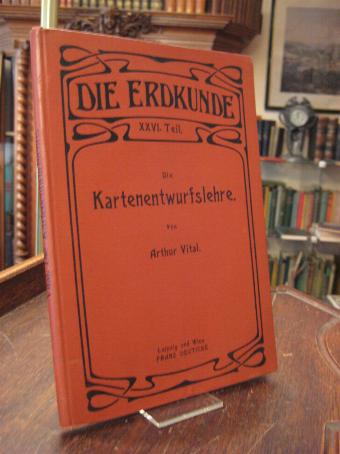 DIE ERDKUNDE
XXVI. Teil.
Die
Kartenentwurfslehre.
Von
Arthur Vital.
Leipzig und Wien
FRANZ DEUTICKE